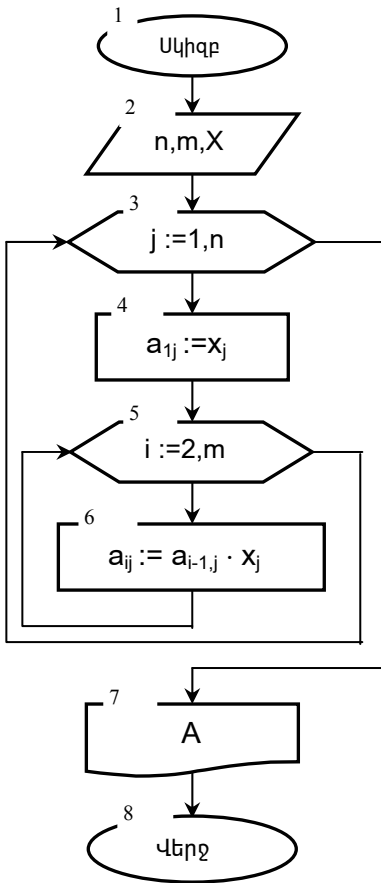 1
Սկիզբ
2
n,m,X
3
j :=1,n
4
a₁ⱼ :=xⱼ
5
i :=2,m
6
aᵢⱼ := aᵢ₋₁,ⱼ · xⱼ
7
A
8
Վերջ